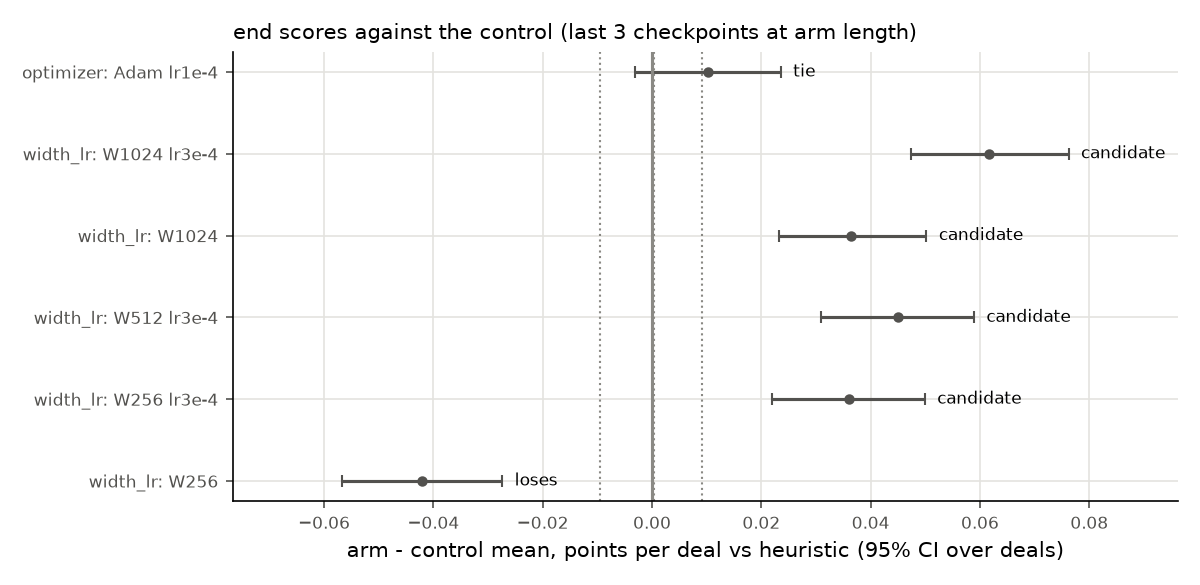 end scores against the control (last 3 checkpoints at arm length)
optimizer: Adam lr1e-4
tie
width_lr: W1024 lr3e-4
candidate
width_lr: W1024
candidate
width_lr: W512 lr3e-4
candidate
width_lr: W256 lr3e-4
candidate
width_lr: W256
loses
−0.06 −0.04 −0.02 0.00 0.02 0.04 0.06 0.08
arm - control mean, points per deal vs heuristic (95% CI over deals)